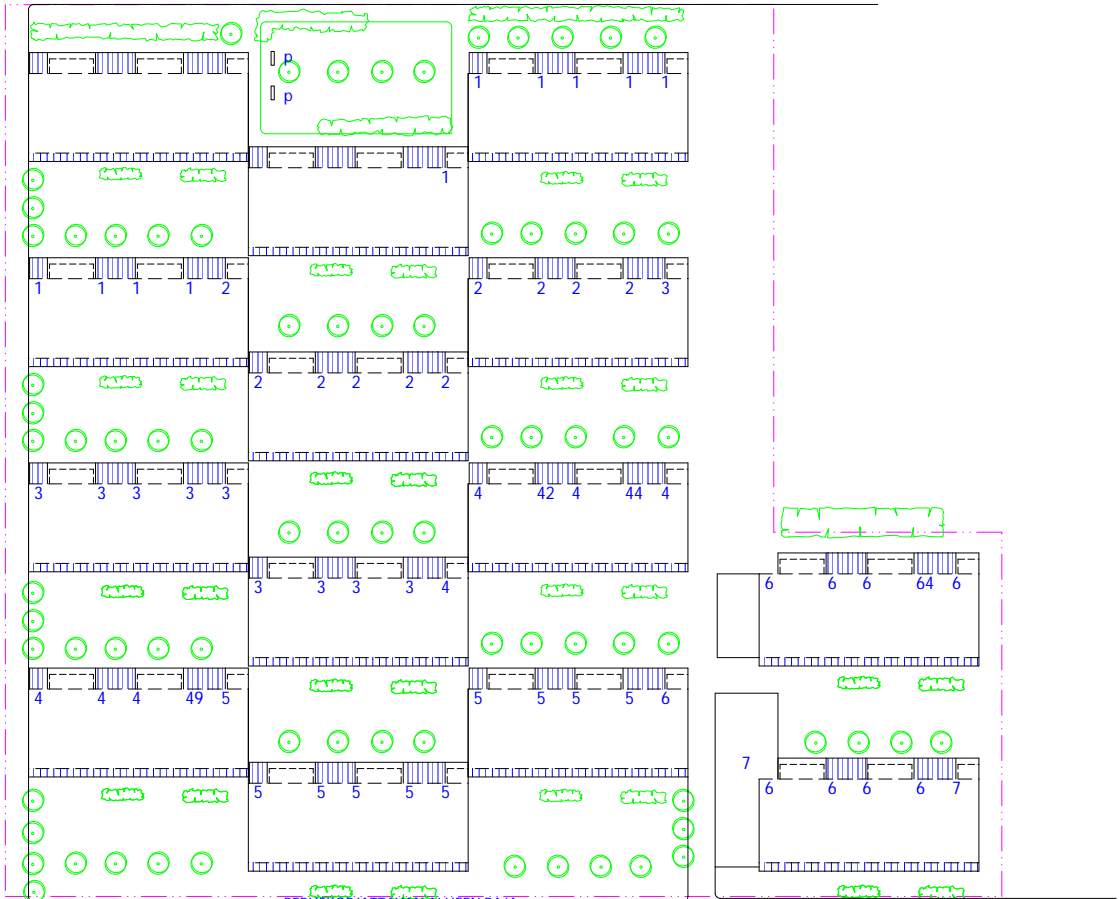 p
p
1 1 1 1 1
1
1 1 1 1 2
2 2 2 2 3
2 2 2 2 2
3 3 3 3 3
4 42 4 44 4
3 3 3 3 4
6 6 6 64 6
4 4 4 49 5
5 5 5 5 6
7
5 5 5 5 5
6 6 6 6 7